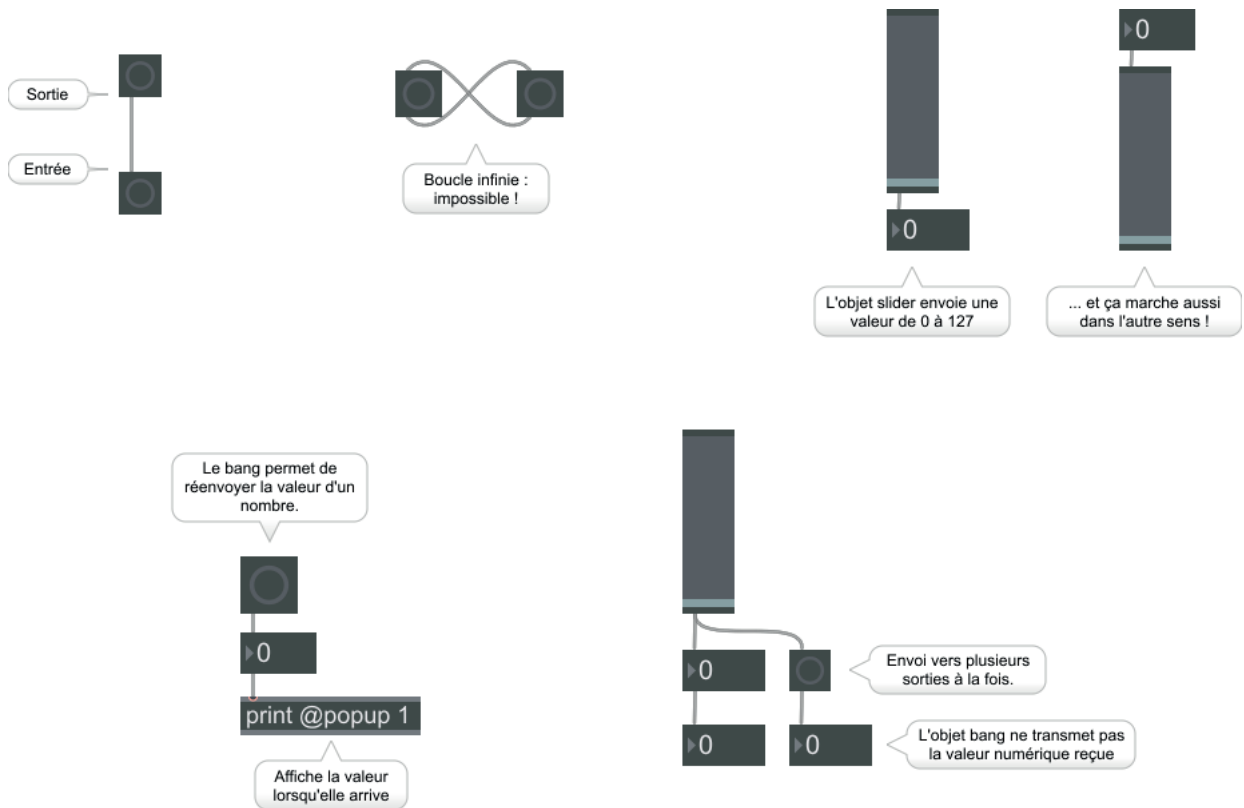 Sortie
Entrée
Boucle infinie :
impossible !
0
0
L'objet slider envoie une
valeur de 0 à 127
... et ça marche aussi
dans l'autre sens !
Le bang permet de
réenvoyer la valeur d'un
nombre.
0
print @popup 1
Affiche la valeur
lorsqu'elle arrive
0
Envoi vers plusieurs
sorties à la fois.
0
0
L'objet bang ne transmet pas
la valeur numérique reçue